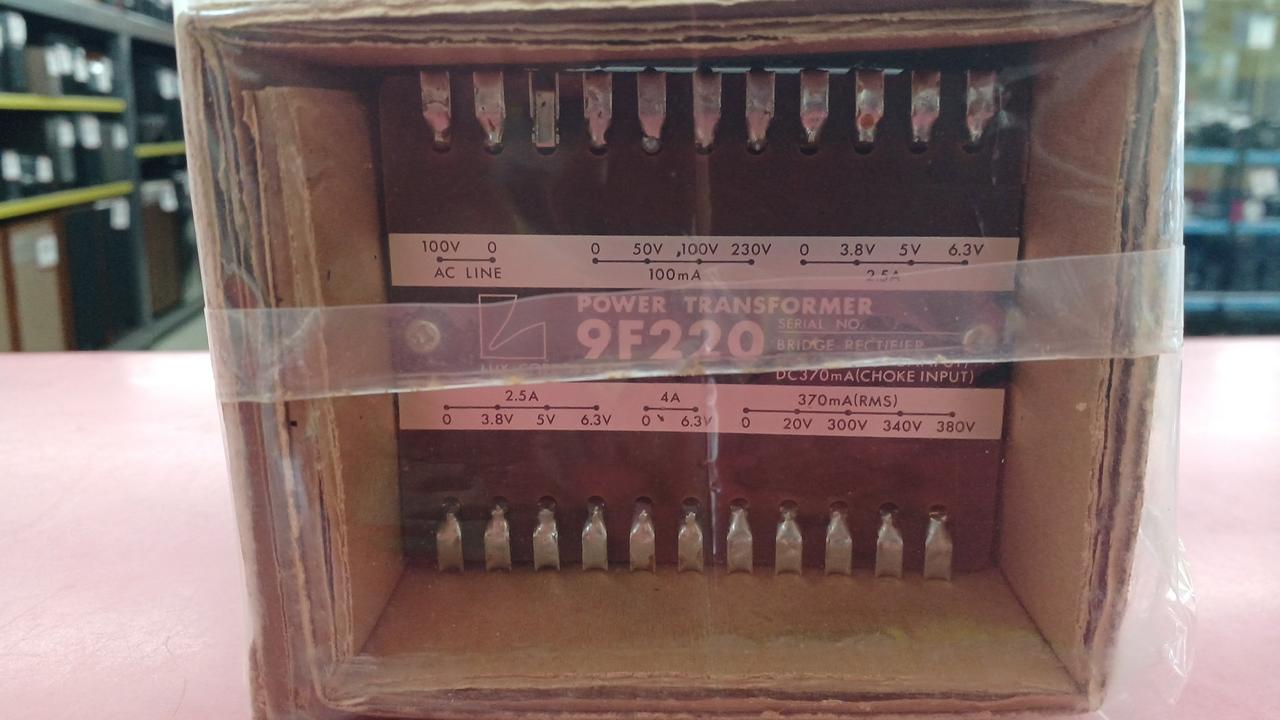 100V 0
AC LINE
0 50V 100V 230V
100mA
0 3.8V 5V 6.3V
2.5A
POWER TRANSFORMER
9F220
SERIAL NO.
BRIDGE RECTIFIER
DC370mA(CHOKE INPUT)
2.5A
0 3.8V 5V 6.3V
4A
0 6.3V
370mA(RMS)
0 20V 300V 340V 380V